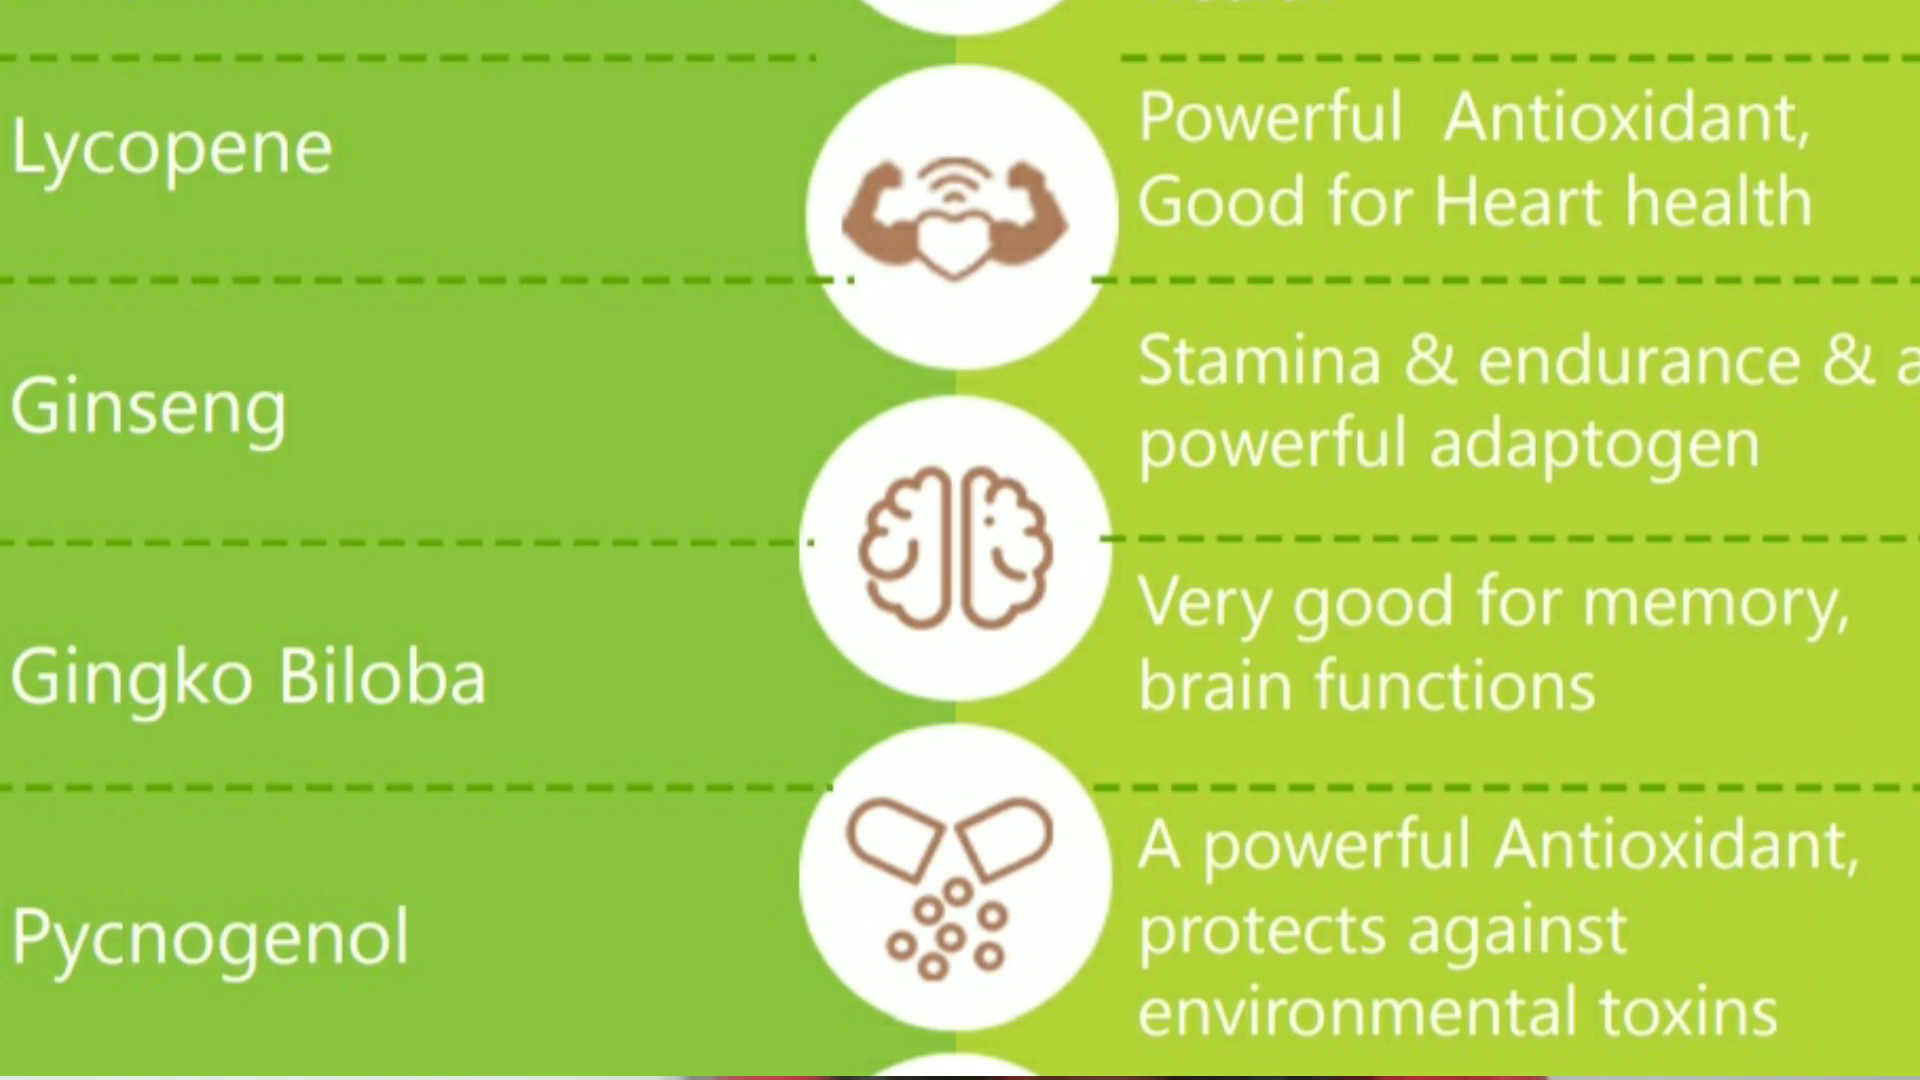 Lycopene
Powerful Antioxidant,
Good for Heart health
Ginseng
Stamina & endurance & a
powerful adaptogen
Gingko Biloba
Very good for memory,
brain functions
Pycnogenol
A powerful Antioxidant,
protects against
environmental toxins